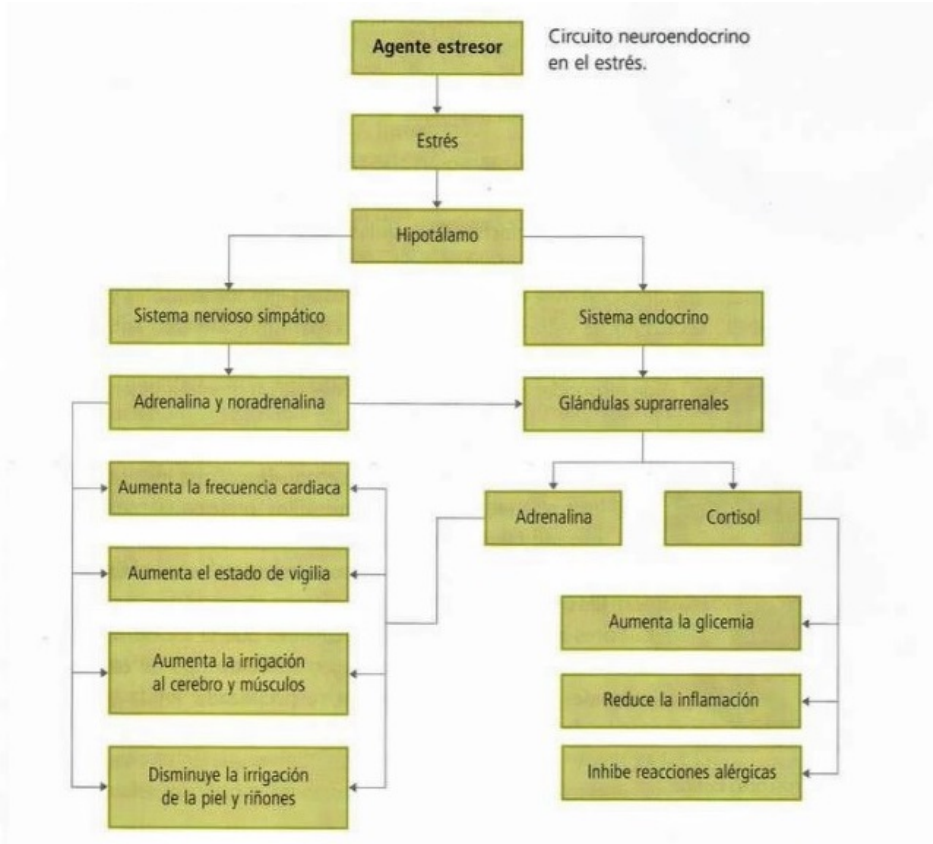 Agente estresor
Circuito neuroendocrino
en el estrés.
Estrés
Hipotálamo
Sistema nervioso simpático
Sistema endocrino
Adrenalina y noradrenalina
Glándulas suprarrenales
Aumenta la frecuencia cardiaca
Adrenalina
Cortisol
Aumenta el estado de vigilia
Aumenta la glicemia
Aumenta la irrigación
al cerebro y músculos
Reduce la inflamación
Disminuye la irrigación
de la piel y riñones
Inhibe reacciones alérgicas